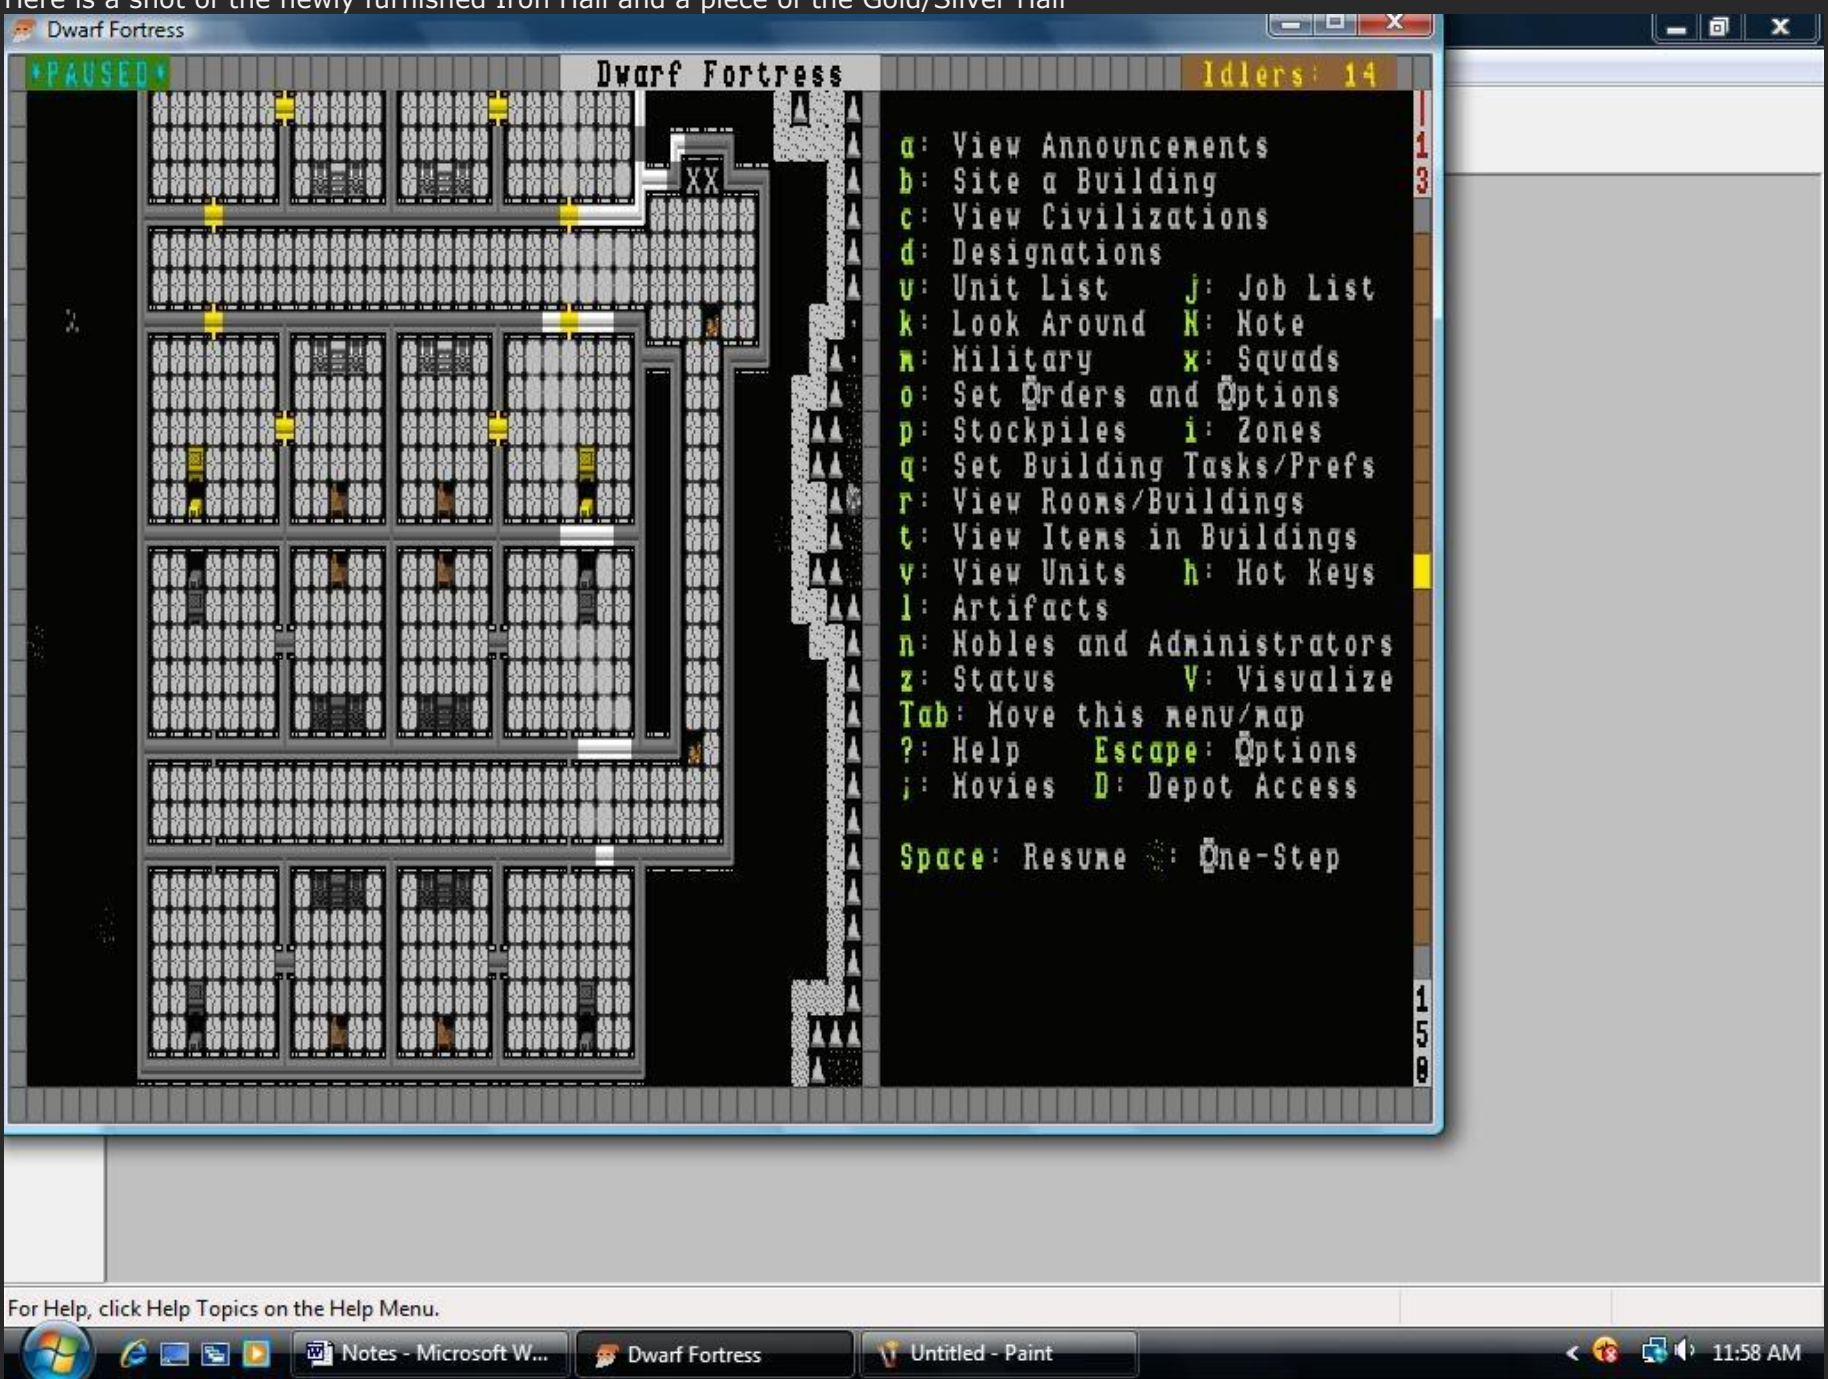 Here is a shot of the newly furnished Iron Hall and a piece of the Gold/Silver Hall
Dwarf Fortress
*PAUSED*
Dwarf Fortress
Idlers: 14
XX
a: View Announcements
b: Site a Building
c: View Civilizations
d: Designations
u: Unit List j: Job List
k: Look Around N: Note
m: Military x: Squads
o: Set Orders and Options
p: Stockpiles i: Zones
q: Set Building Tasks/Prefs
r: View Rooms/Buildings
t: View Items in Buildings
v: View Units h: Hot Keys
l: Artifacts
n: Nobles and Administrators
z: Status V: Visualize
Tab: Move this menu/map
?: Help Escape: Options
;: Movies D: Depot Access
Space: Resume : One-Step
13
150
For Help, click Help Topics on the Help Menu.
Notes - Microsoft W...
Dwarf Fortress
Untitled - Paint
11:58 AM